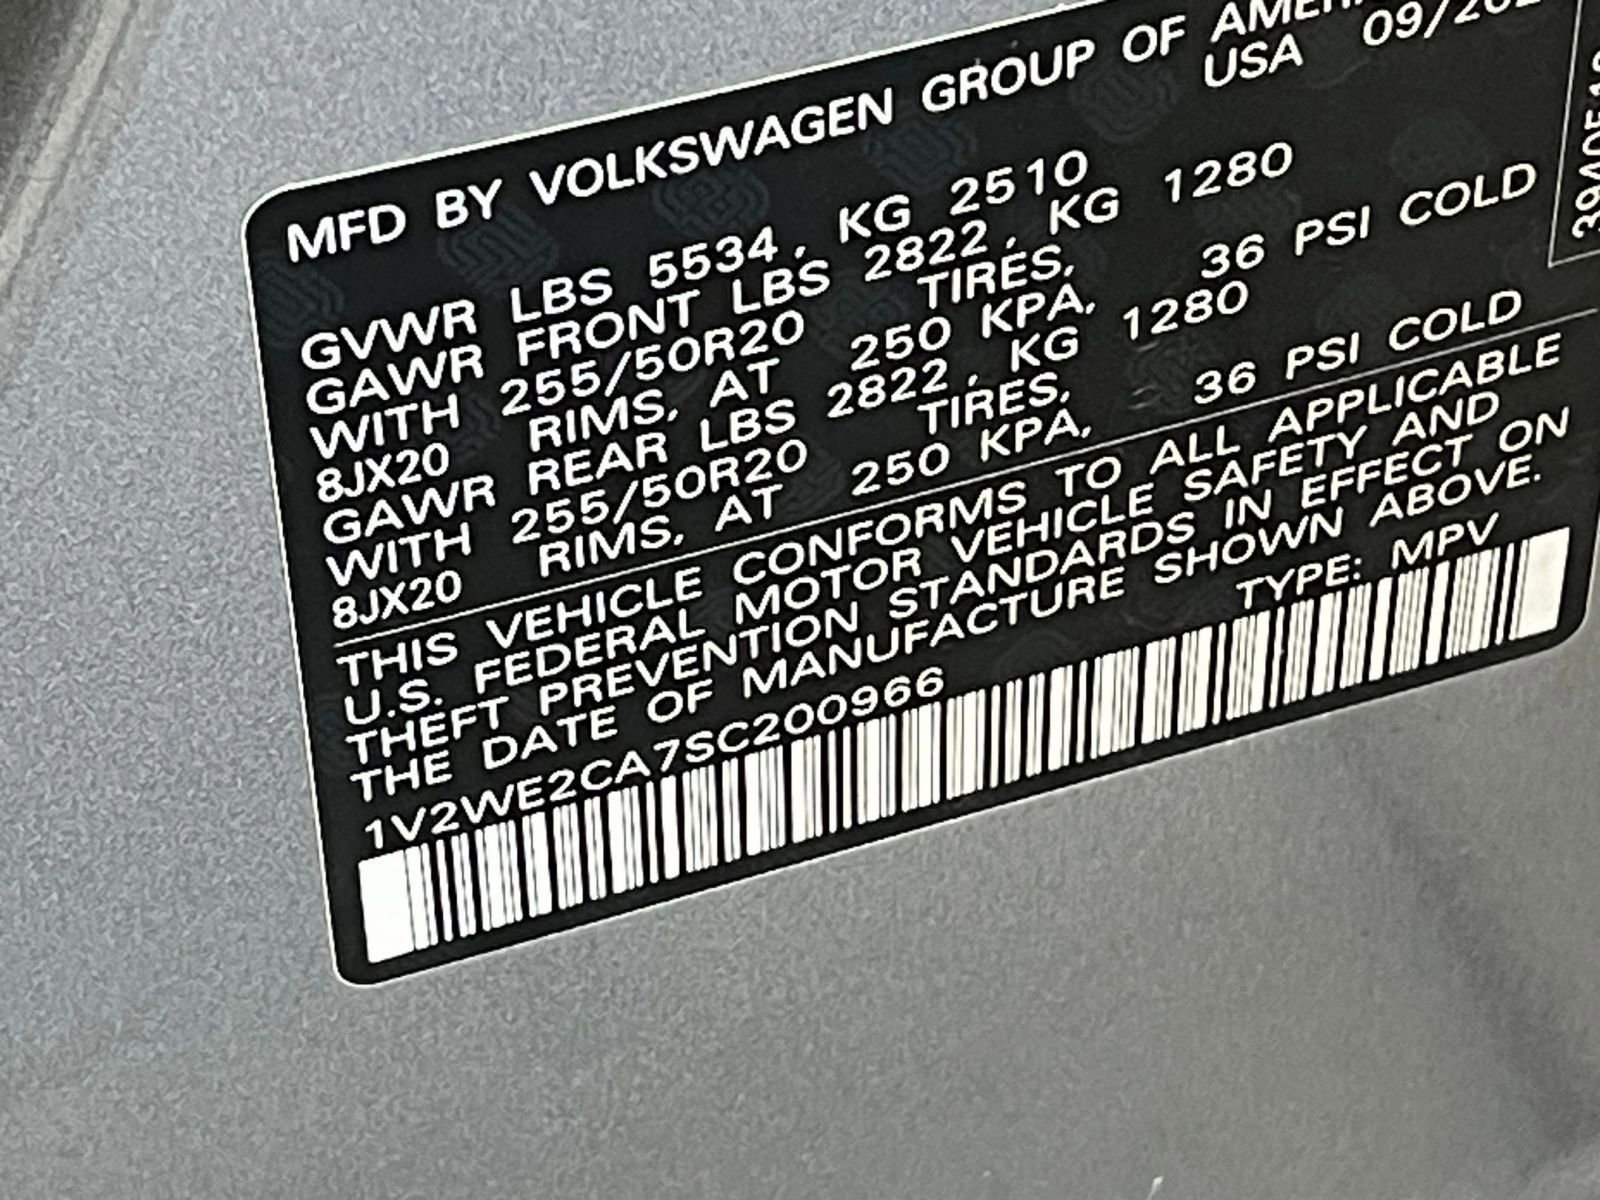 MFD BY VOLKSWAGEN GROUP OF
USA
GVWR LBS 5534, KG 2510
GAWR FRONT LBS 2822, KG 1280
WITH 255/50R20 TIRES,
8JX20 RIMS, AT 250 KPA, 36 PSI COLD
GAWR REAR LBS 2822, KG 1280
WITH 255/50R20 TIRES,
8JX20 RIMS, AT 250 KPA, 36 PSI COLD
THIS VEHICLE CONFORMS TO ALL APPLICABLE
U.S. FEDERAL MOTOR VEHICLE SAFETY AND
THEFT PREVENTION STANDARDS IN EFFECT ON
THE DATE OF MANUFACTURE SHOWN ABOVE.
1V2WE2CA7SC200966 TYPE: MPV